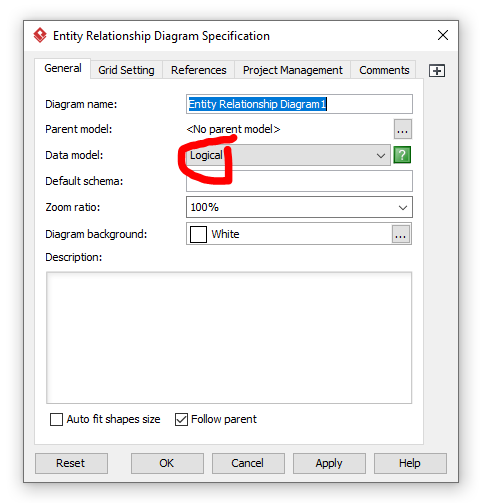 Entity Relationship Diagram Specification
General Grid Setting References Project Management Comments
Diagram name: Entity Relationship Diagram1
Parent model: <No parent model> ...
Data model: Logical ?
Default schema:
Zoom ratio: 100%
Diagram background: White ...
Description:
Auto fit shapes size Follow parent
Reset OK Cancel Apply Help